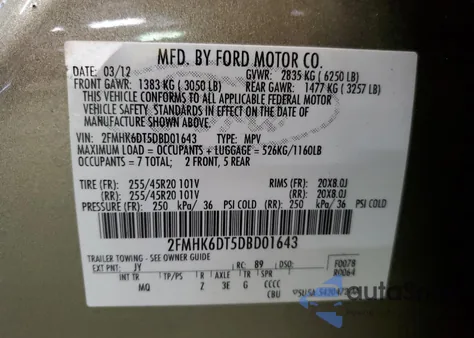 MFD. BY FORD MOTOR CO.
DATE: 03/12 GVWR: 2835 KG ( 6250 LB)
FRONT GAWR: 1383 KG ( 3050 LB) REAR GAWR: 1477 KG ( 3257 LB)
THIS VEHICLE CONFORMS TO ALL APPLICABLE FEDERAL MOTOR
VEHICLE SAFETY STANDARDS IN EFFECT ON THE DATE OF
MANUFACTURE SHOWN ABOVE.
VIN: 2FMHK6DT5DBD01643 TYPE: MPV
MAXIMUM LOAD = OCCUPANTS + LUGGAGE = 526KG/1160LB
OCCUPANTS = 7 TOTAL; 2 FRONT, 5 REAR
TIRE (FR): 255/45R20 101V RIMS (FR): 20X8.0J
(RR): 255/45R20 101V (RR): 20X8.0J
PRESSURE (FR) 250 kPa/ 36 PSI COLD (RR) 250 kPa/ 36 PSI COLD
2FMHK6DT5DBD01643
TRAILER TOWING - SEE OWNER GUIDE
EXT PNT: JY RC: 89 DSO: F0078
R0064
INT TR TP/PS R AXLE TR SPR
MQ Z 3E G CCCC
CBU